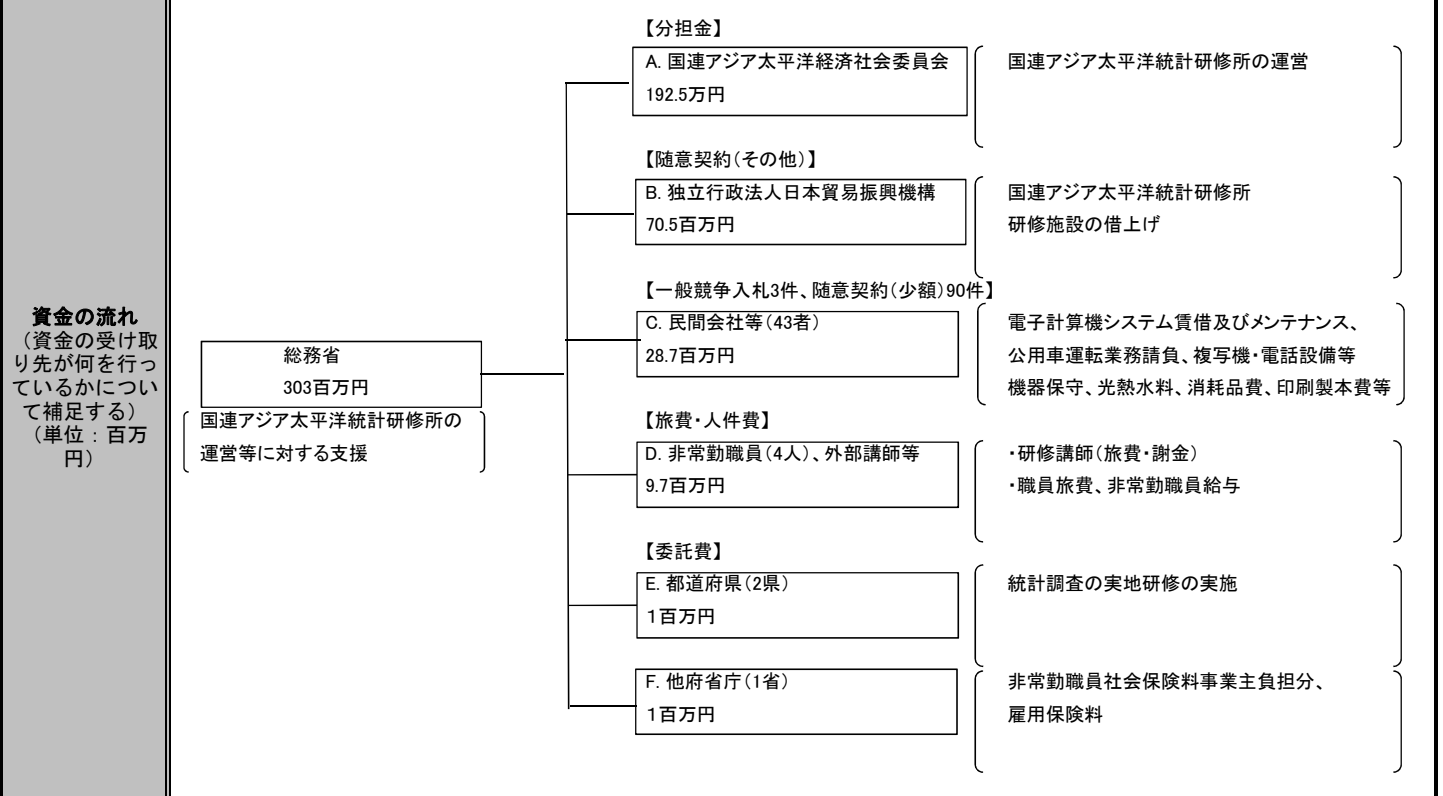 資金の流れ
（資金の受け取
り先が何を行っ
ているかについ
て補足する）
（単位：百万
円）
総務省
303百万円
国連アジア太平洋統計研修所の
運営等に対する支援
【分担金】
A. 国連アジア太平洋経済社会委員会
192.5万円
国連アジア太平洋統計研修所の運営
【随意契約（その他）】
B. 独立行政法人日本貿易振興機構
70.5百万円
国連アジア太平洋統計研修所
研修施設の借上げ
【一般競争入札3件、随意契約（少額）90件】
C. 民間会社等（43者）
28.7百万円
電子計算機システム賃借及びメンテナンス、
公用車運転業務請負、複写機・電話設備等
機器保守、光熱水料、消耗品費、印刷製本費等
【旅費・人件費】
D. 非常勤職員（4人）、外部講師等
9.7百万円
・研修講師（旅費・謝金）
・職員旅費、非常勤職員給与
【委託費】
E. 都道府県（2県）
１百万円
統計調査の実地研修の実施
F. 他府省庁（1省）
１百万円
非常勤職員社会保険料事業主負担分、
雇用保険料